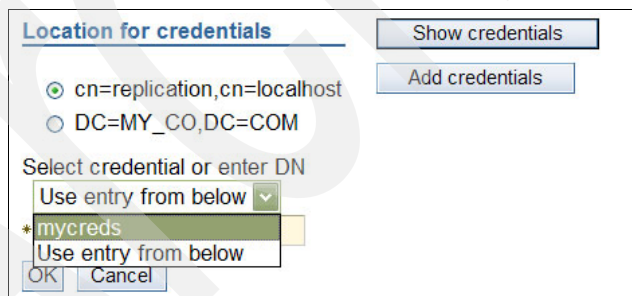 Location for credentials
Show credentials
cn=replication,cn=localhost
Add credentials
DC=MY_CO,DC=COM
Select credential or enter DN
Use entry from below
* mycreds
Use entry from below
OK Cancel